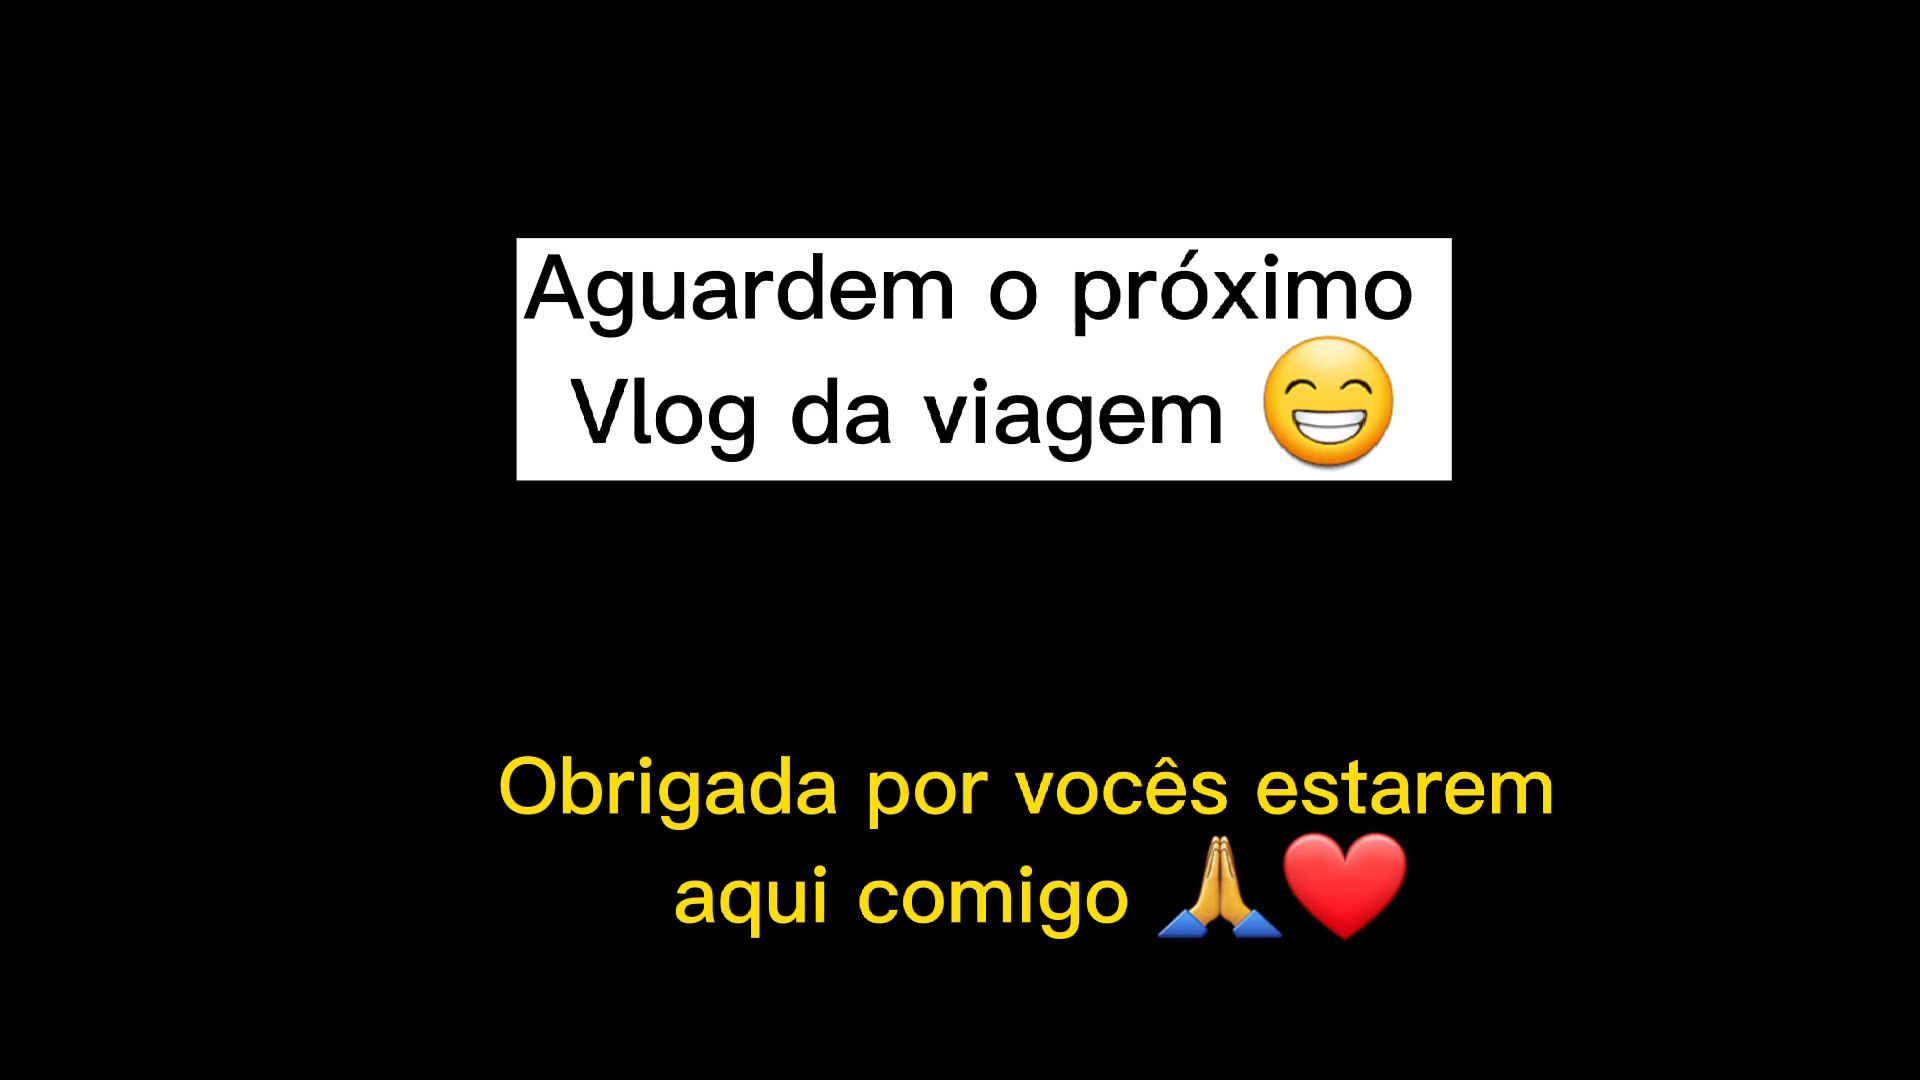 Aguardem o próximo
Vlog da viagem 😁
Obrigada por vocês estarem
aqui comigo 🙏❤️